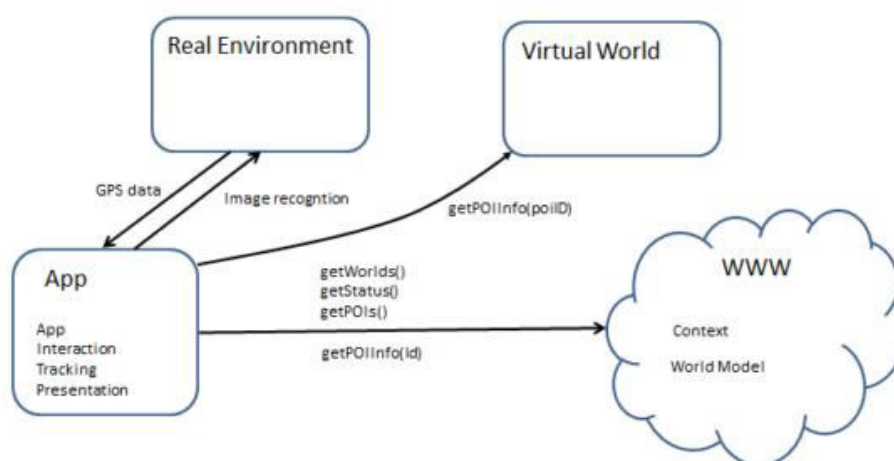 Real Environment
Virtual World
GPS data
Image recogntion
getPOIInfo(poiID)
App
App
Interaction
Tracking
Presentation
getWorlds()
getStatus()
getPOIs()
getPOIInfo(Id)
WWW
Context
World Model